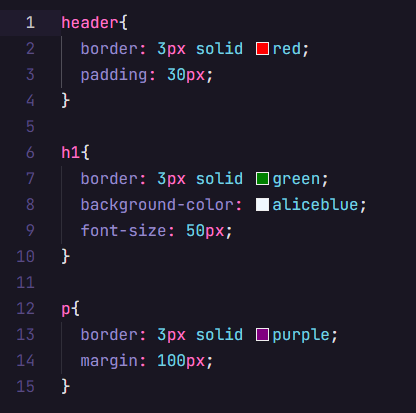 1 header{
2 border: 3px solid red;
3 padding: 30px;
4 }
5
6 h1{
7 border: 3px solid green;
8 background-color: aliceblue;
9 font-size: 50px;
10 }
11
12 p{
13 border: 3px solid purple;
14 margin: 100px;
15 }